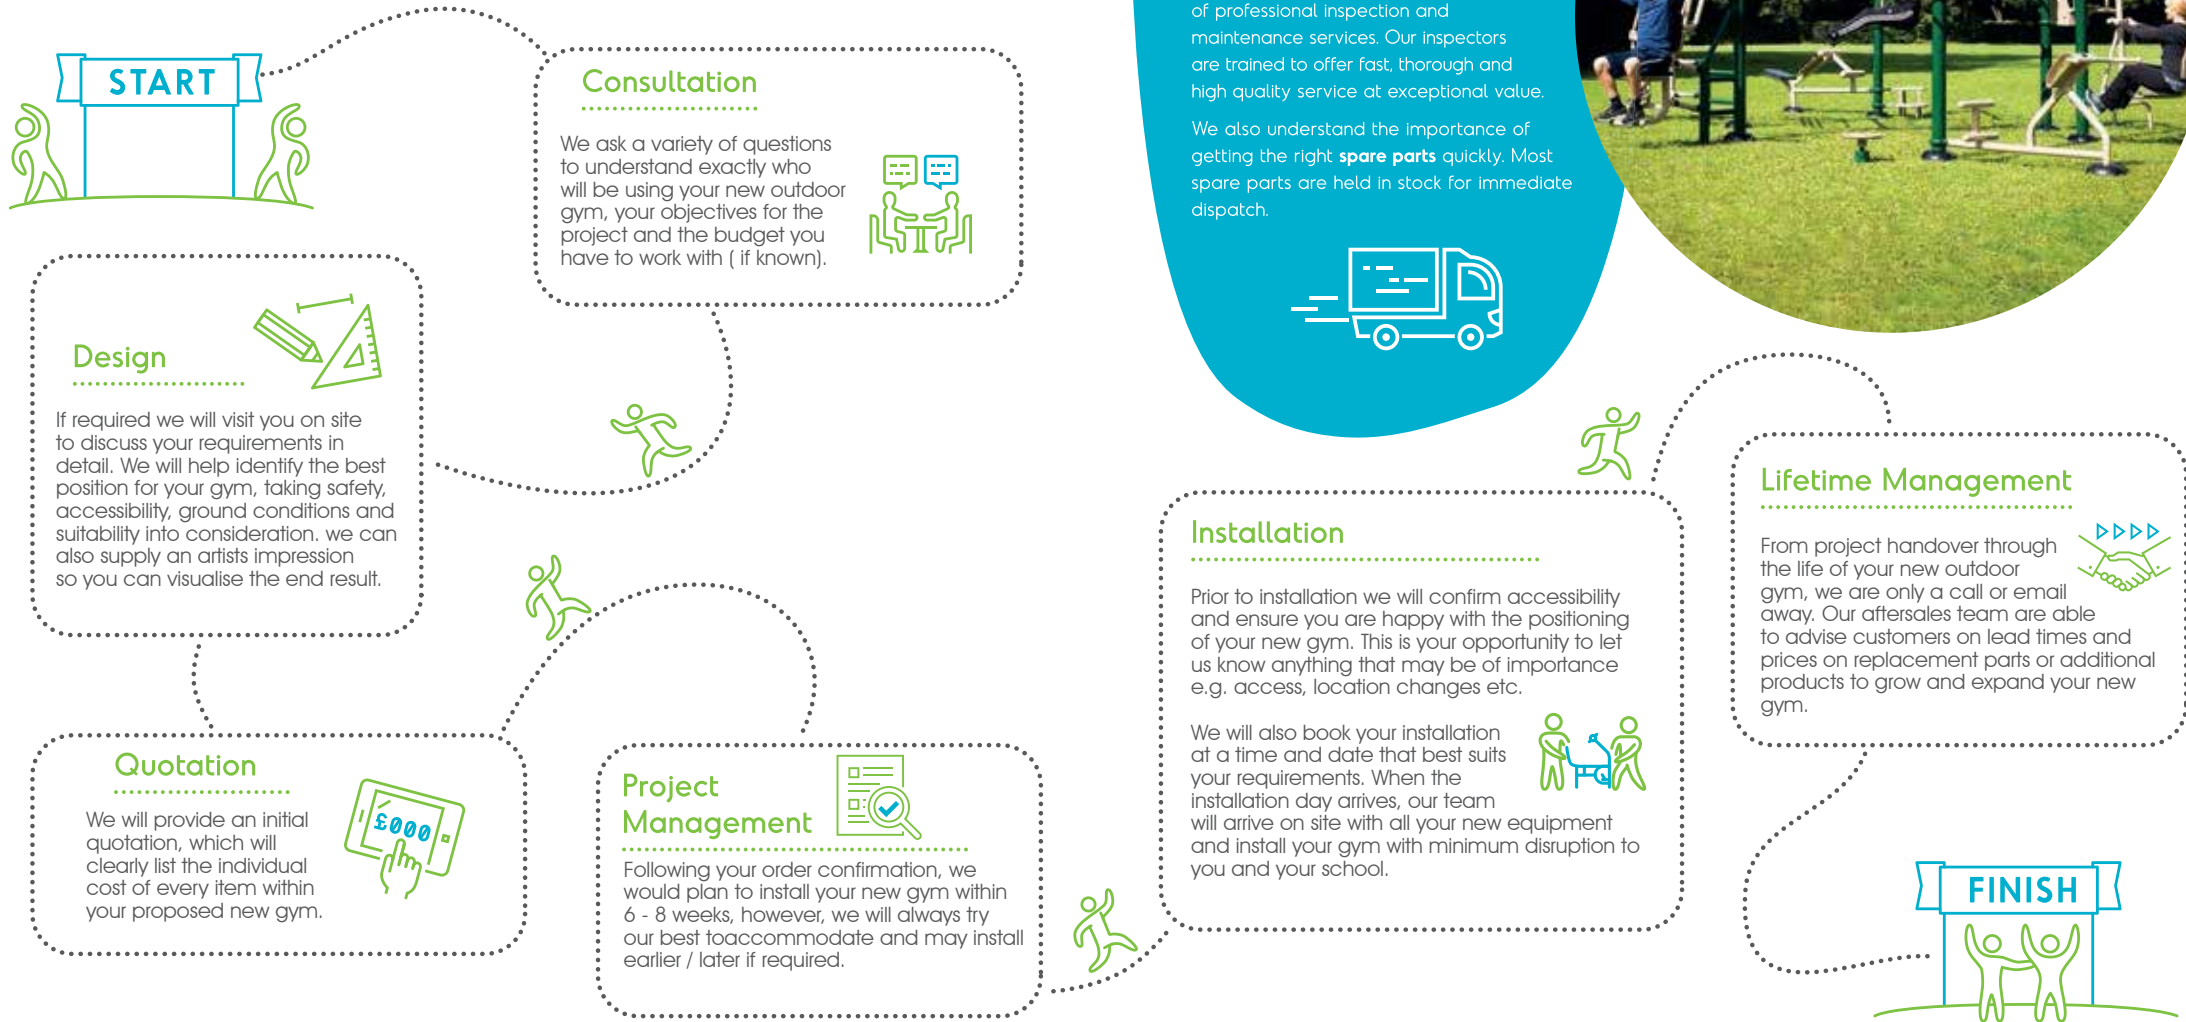 START
Consultation
We ask a variety of questions
to understand exactly who
will be using your new outdoor
gym, your objectives for the
project and the budget you
have to work with ( if known).
Design
If required we will visit you on site
to discuss your requirements in
detail. We will help identify the best
position for your gym, taking safety,
accessibility, ground conditions and
suitability into consideration. we can
also supply an artists impression
so you can visualise the end result.
Quotation
We will provide an initial
quotation, which will
clearly list the individual
cost of every item within
your proposed new gym.
£000
Project
Management
Following your order confirmation, we
would plan to install your new gym within
6 - 8 weeks, however, we will always try
our best toaccommodate and may install
earlier / later if required.
of professional inspection and
maintenance services. Our inspectors
are trained to offer fast, thorough and
high quality service at exceptional value.
We also understand the importance of
getting the right spare parts quickly. Most
spare parts are held in stock for immediate
dispatch.
Installation
Prior to installation we will confirm accessibility
and ensure you are happy with the positioning
of your new gym. This is your opportunity to let
us know anything that may be of importance
e.g. access, location changes etc.
We will also book your installation
at a time and date that best suits
your requirements. When the
installation day arrives, our team
will arrive on site with all your new equipment
and install your gym with minimum disruption to
you and your school.
Lifetime Management
From project handover through
the life of your new outdoor
gym, we are only a call or email
away. Our aftersales team are able
to advise customers on lead times and
prices on replacement parts or additional
products to grow and expand your new
gym.
FINISH